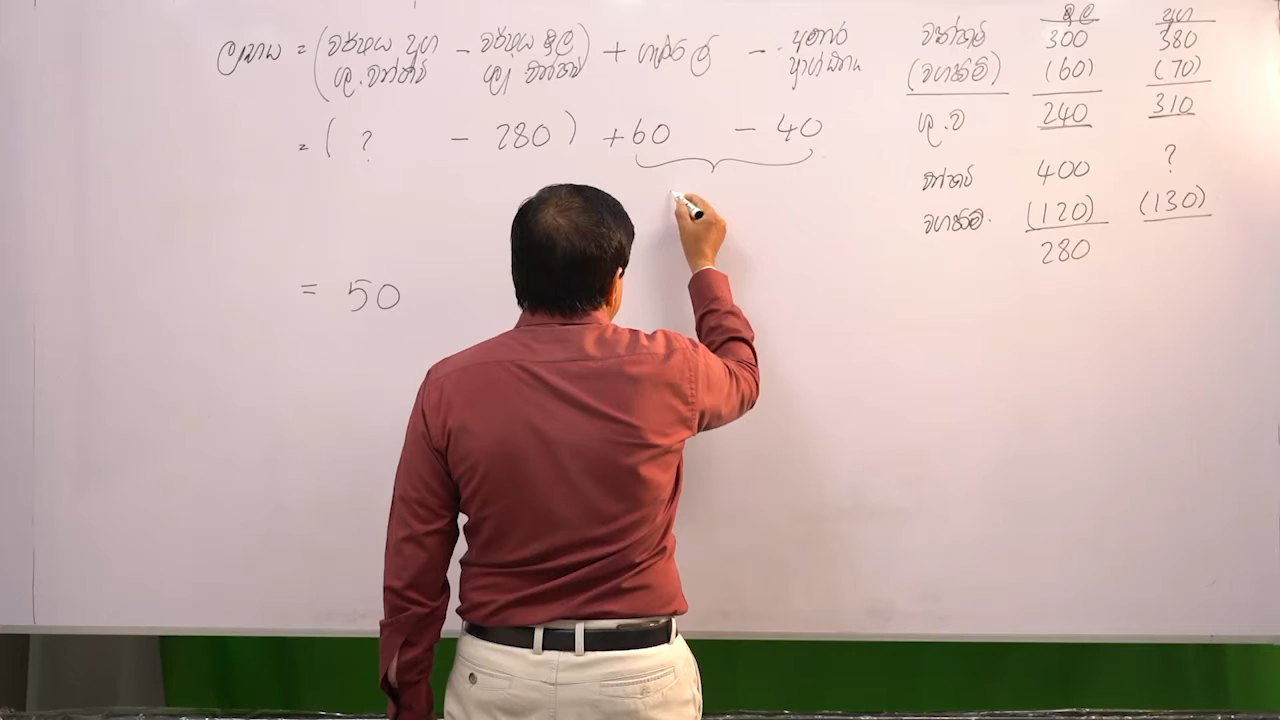 ලාභය = (වර්ෂය අග ශු.වත්කම් - වර්ෂය මුල ශු. වත්කම්) + ගැනිලි - අමතර ප්‍රාග්ධනය
= ( ? - 280 ) + 60 - 40
= 50
මුල අග
වත්කම් 300 380
(වගකීම්) (60) (70)
ශු.ව 240 310
වත්කම් 400 ?
වගකීම් (120) (130)
280